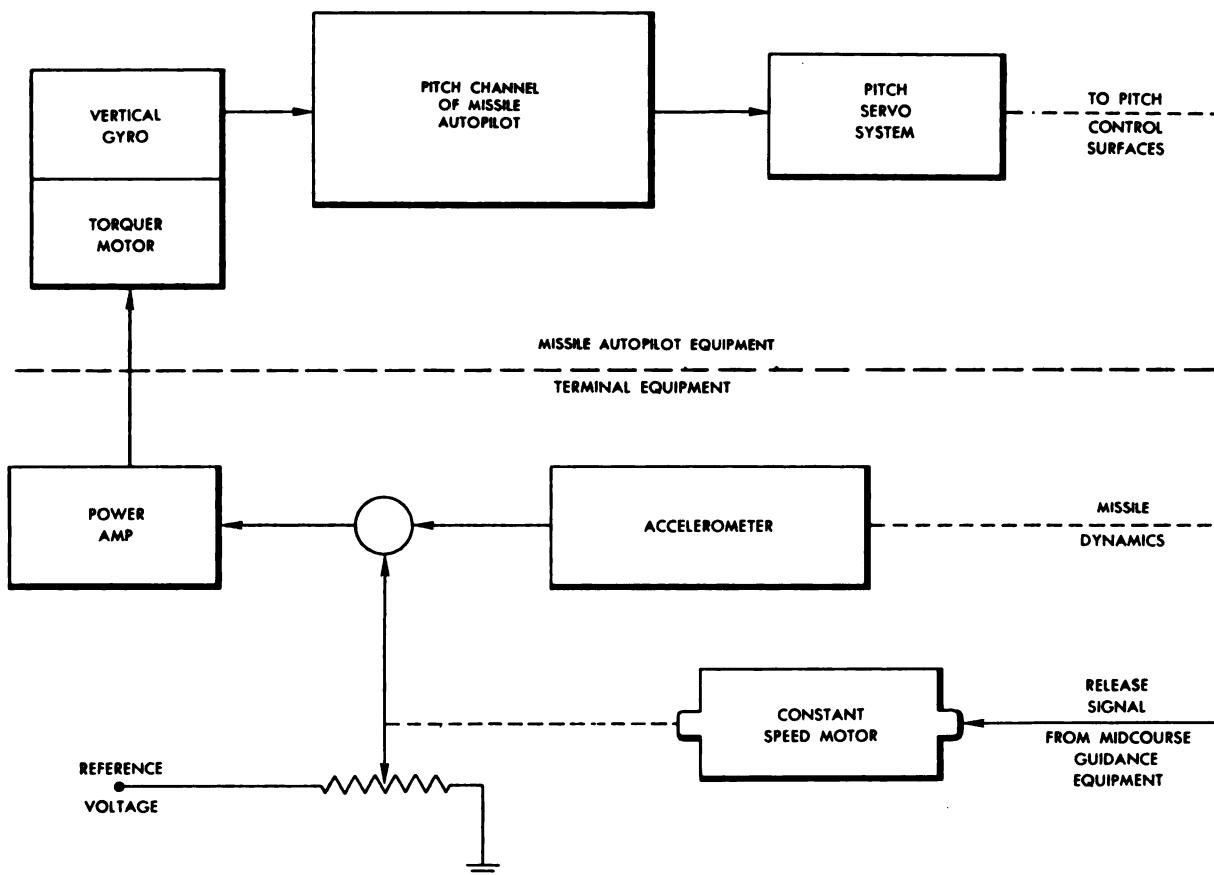 VERTICAL
GYRO
TORQUER
MOTOR
PITCH CHANNEL
OF MISSILE
AUTOPILOT
PITCH
SERVO
SYSTEM
TO PITCH
CONTROL
SURFACES
MISSILE AUTOPILOT EQUIPMENT
TERMINAL EQUIPMENT
POWER
AMP
ACCELEROMETER
MISSILE
DYNAMICS
CONSTANT
SPEED MOTOR
RELEASE
SIGNAL
FROM MIDCOURSE
GUIDANCE
EQUIPMENT
REFERENCE
VOLTAGE